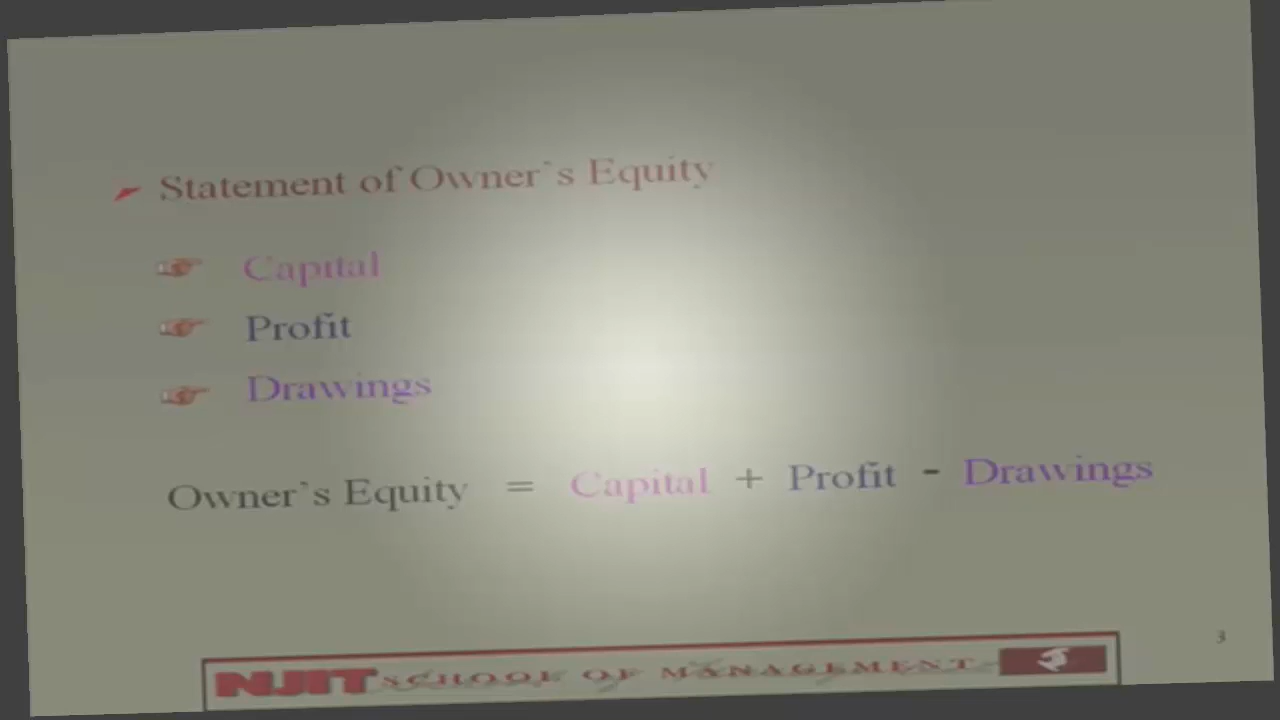 Statement of Owner's Equity
Capital
Profit
Drawings
Owner's Equity = Capital + Profit - Drawings
3
NJIT SCHOOL OF MANAGEMENT